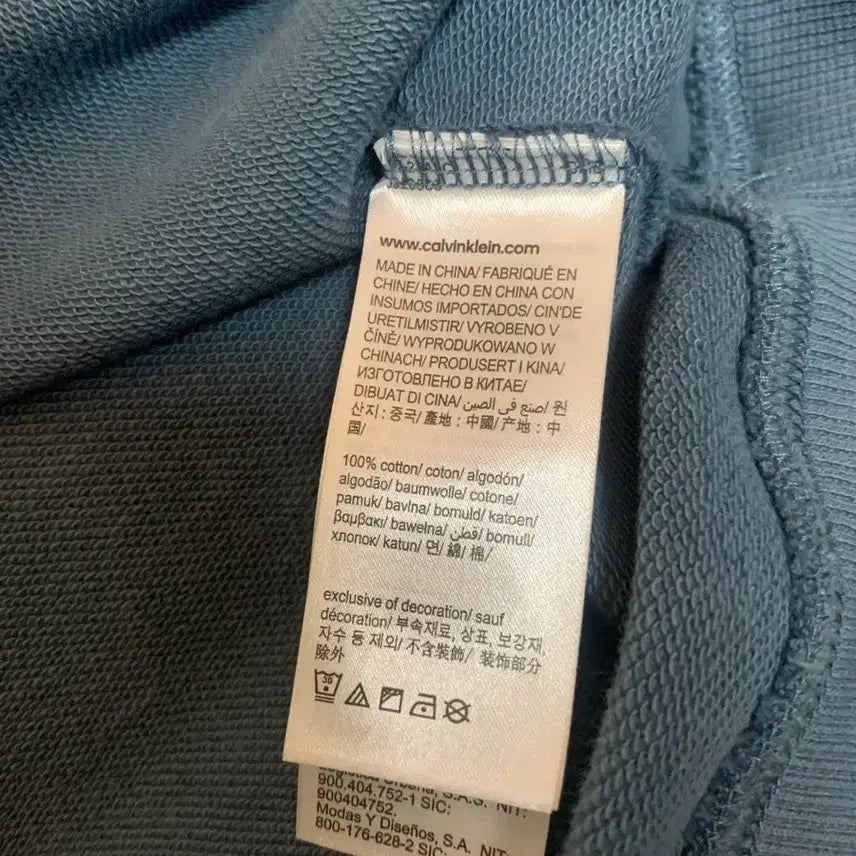 www.calvinklein.com
MADE IN CHINA/ FABRIQUÉ EN
CHINE/ HECHO EN CHINA CON
INSUMOS IMPORTADOS/ CIN'DE
URETILMISTIR/ VYROBENO V
ČÍNĚ/ WYPRODUKOWANO W
CHINACH/ PRODUSERT I KINA/
ИЗГОТОВЛЕНО В КИТАЕ/
DIBUAT DI CINA/ صنع في الصين/ 원
산지 : 중국/ 產地 : 中國/ 产地 : 中
国/
100% cotton/ coton/ algodón/
algodão/ baumwolle/ cotone/
pamuk/ bavlna/ bomuld/ katoen/
βαμβακι/ bawełna/ قطن/ bomull/
хлопок/ katun/ 면/ 綿/ 棉/
exclusive of decoration/ sauf
décoration/ 부속재료, 상표, 보강재,
자수 등 제외/ 不含裝飾/ 装饰部分
除外
30
S.A.S. NIT:
900.404.752-1 SIC:
900404752.
Modas Y Diseños, S.A. NIT:
800-176-628-2 SIC: